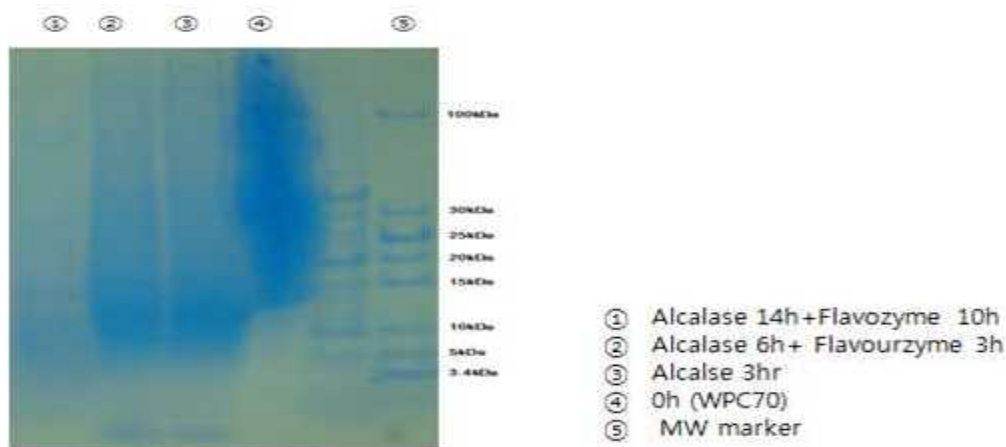 ① ② ③ ④ ⑤
100kDa
30kDa
25kDa
20kDa
15kDa
10kDa
5kDa
3.4kDa
① Alcalase 14h+Flavozyme 10h
② Alcalase 6h+ Flavourzyme 3h
③ Alcalse 3hr
④ 0h (WPC70)
⑤ MW marker